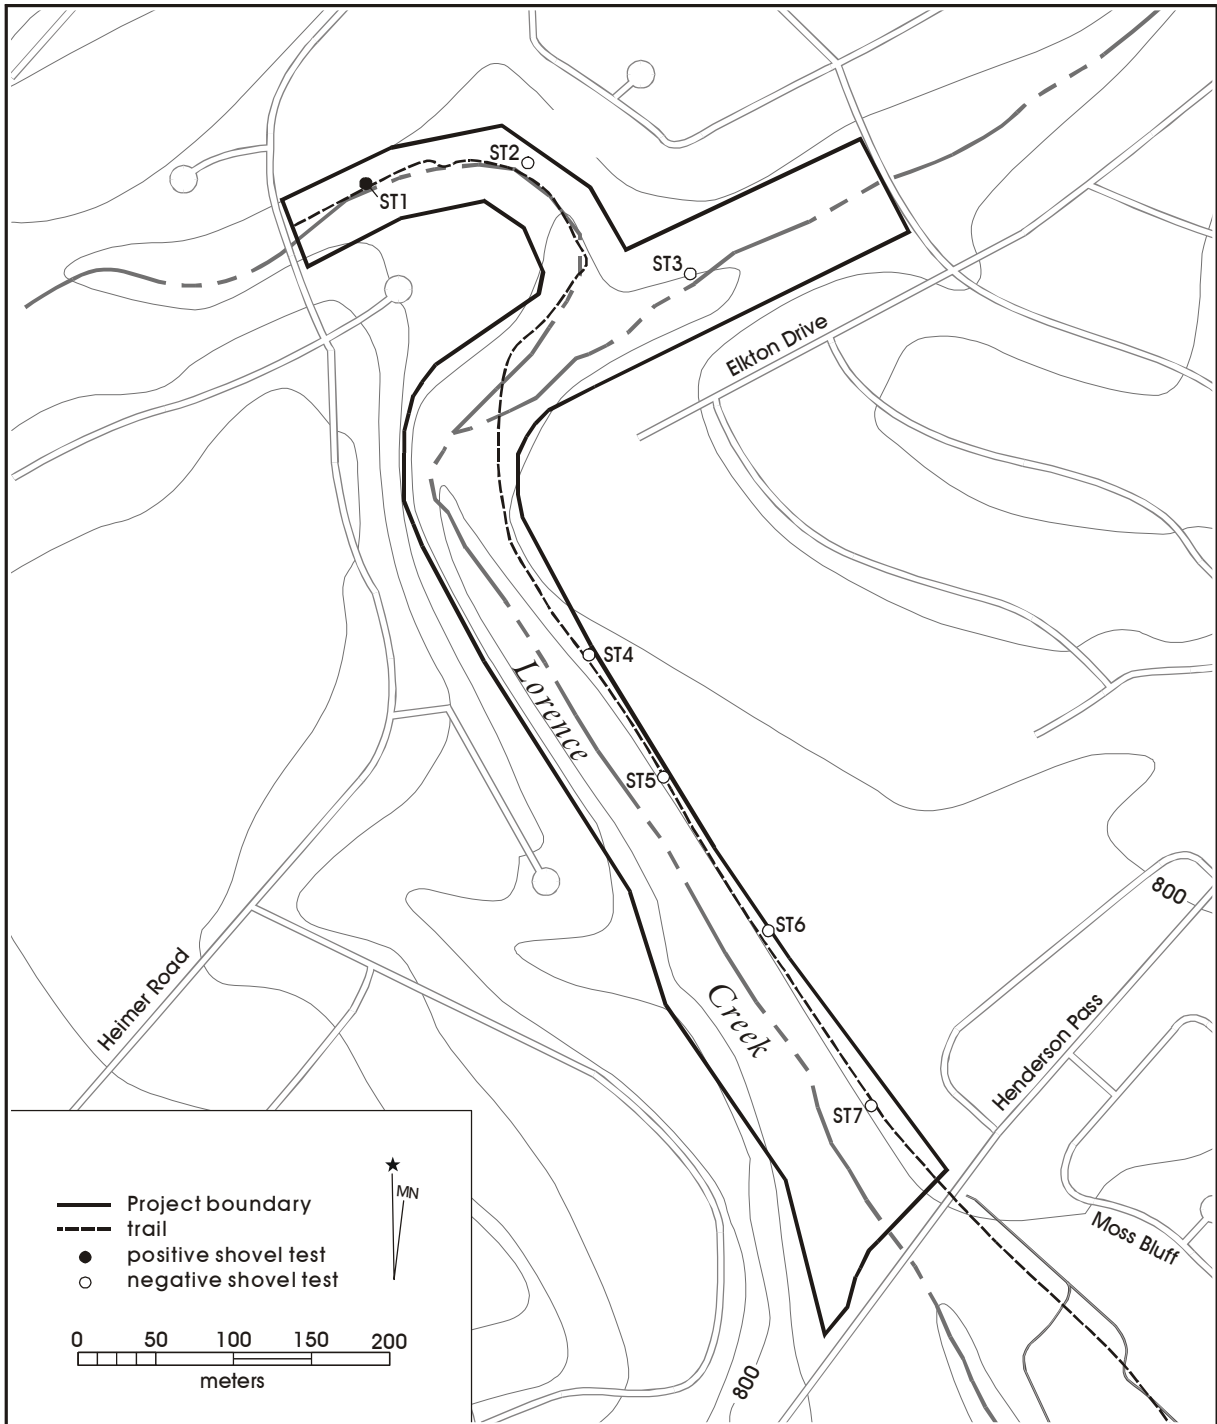 ST2
ST1
ST3
Elkton Drive
ST4
Lorence
ST5
800
ST6
Heimer Road
Creek
Henderson Pass
ST7
MN
Project boundary
trail
positive shovel test
negative shovel test
Moss Bluff
0 50 100 150 200
meters
800